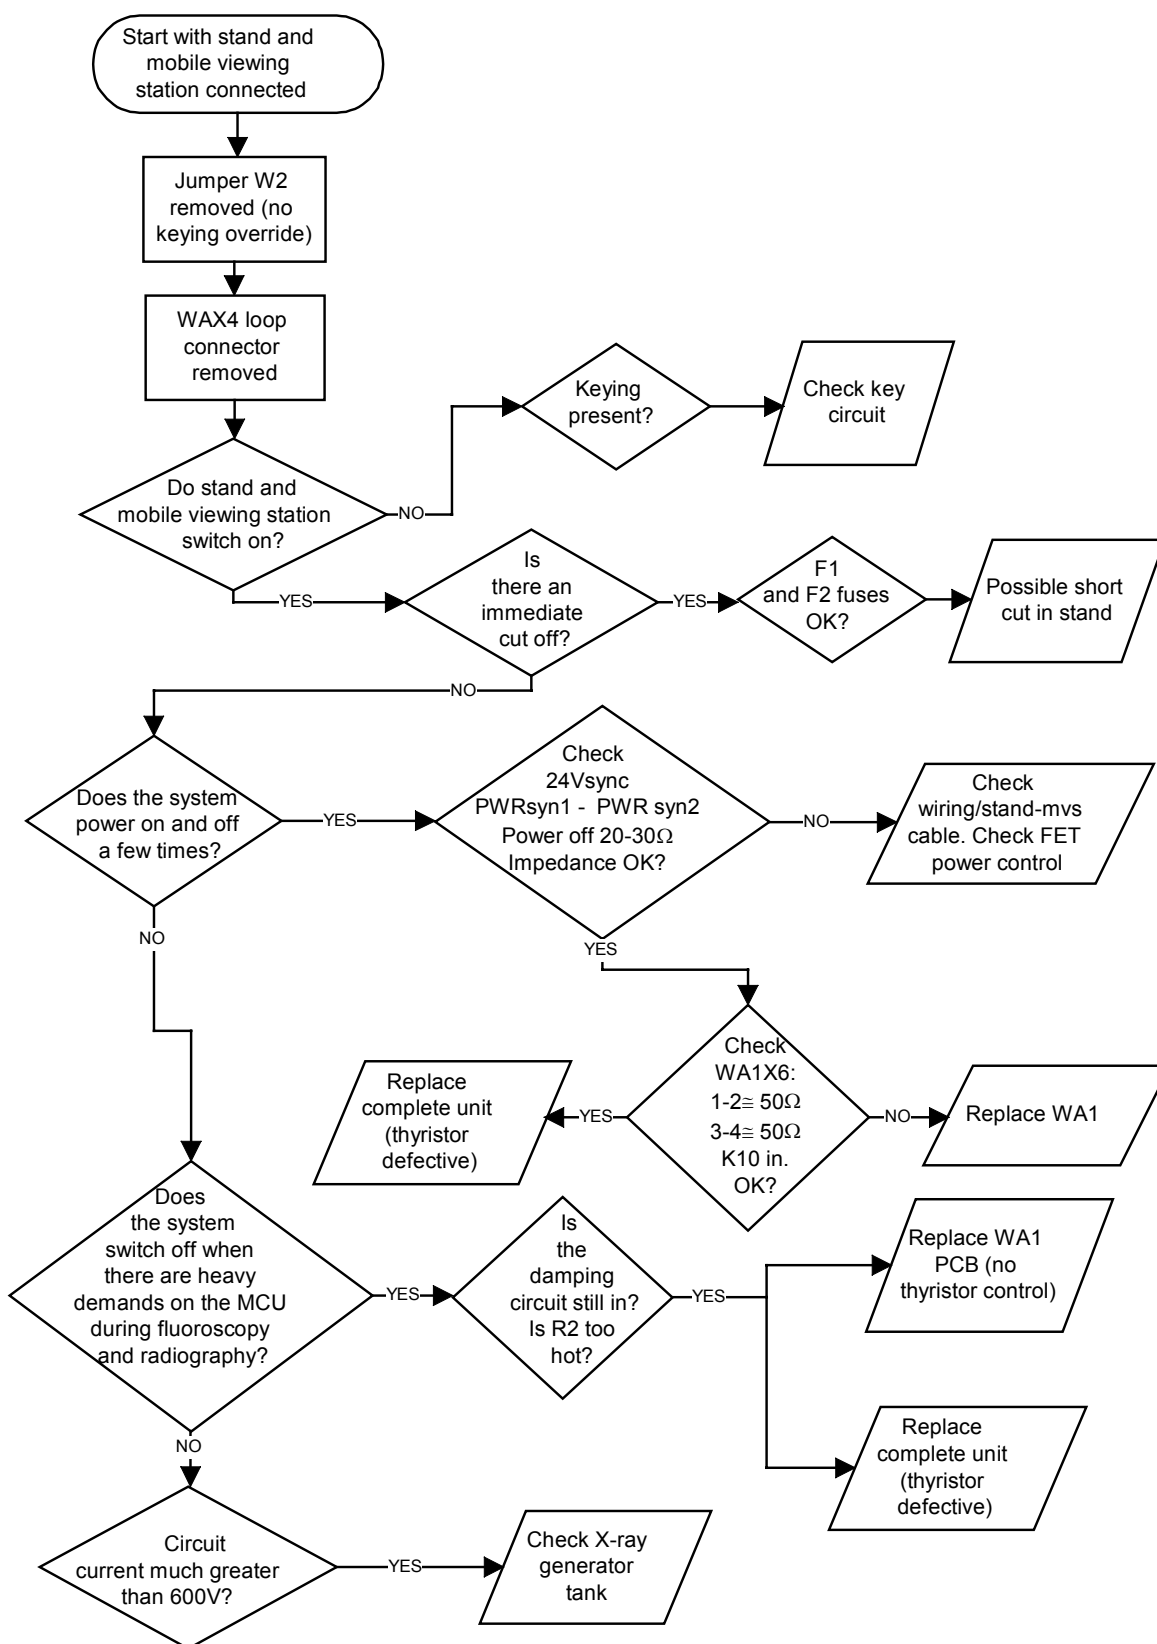 Start with stand and
mobile viewing
station connected
Jumper W2
removed (no
keying override)
WAX4 loop
connector
removed
Keying
present?
Check key
circuit
Do stand and
mobile viewing station
switch on?
NO
YES
Is
there an
immediate
cut off?
YES
F1
and F2 fuses
OK?
Possible short
cut in stand
NO
Does the system
power on and off
a few times?
YES
Check
24Vsync
PWRsyn1 - PWR syn2
Power off 20-30Ω
Impedance OK?
NO
Check
wiring/stand-mvs
cable. Check FET
power control
NO
YES
Check
WA1X6:
1-2≅ 50Ω
3-4≅ 50Ω
K10 in.
OK?
YES
Replace
complete unit
(thyristor
defective)
NO
Replace WA1
Does
the system
switch off when
there are heavy
demands on the MCU
during fluoroscopy
and radiography?
YES
Is
the
damping
circuit still in?
Is R2 too
hot?
YES
Replace WA1
PCB (no
thyristor control)
Replace
complete unit
(thyristor
defective)
NO
Circuit
current much greater
than 600V?
YES
Check X-ray
generator
tank